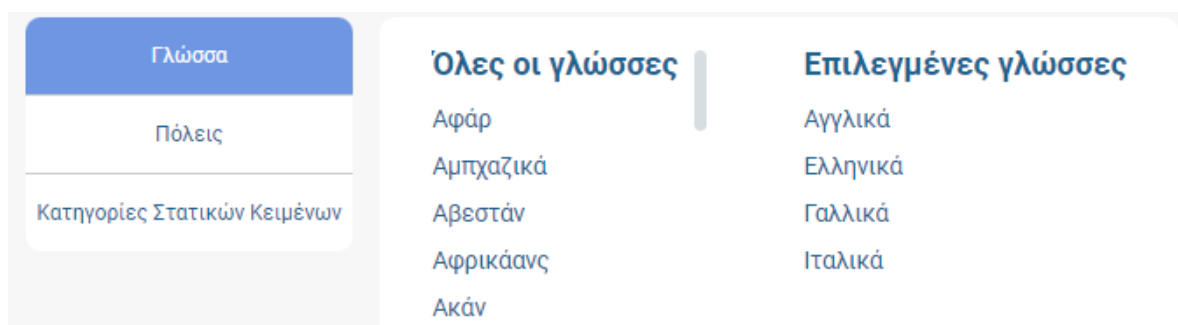 Γλώσσα
Πόλεις
Κατηγορίες Στατικών Κειμένων
Όλες οι γλώσσες
Αφάρ
Αμπχαζικά
Αβεστάν
Αφρικάανς
Ακάν
Επιλεγμένες γλώσσες
Αγγλικά
Ελληνικά
Γαλλικά
Ιταλικά